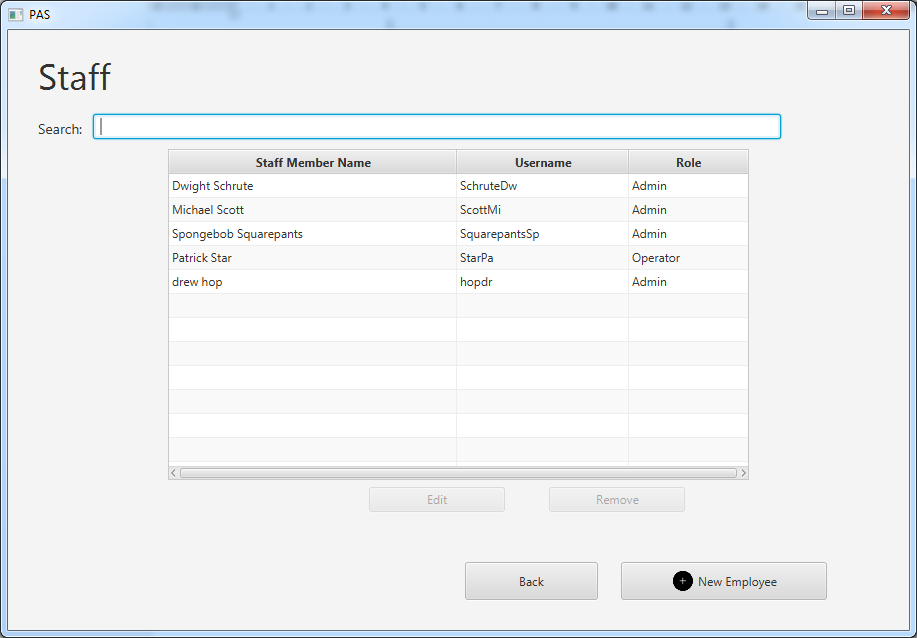 PAS
Staff
Search:
Staff Member Name Username Role
Dwight Schrute SchruteDw Admin
Michael Scott ScottMi Admin
Spongebob Squarepants SquarepantsSp Admin
Patrick Star StarPa Operator
drew hop hopdr Admin
Edit Remove
Back + New Employee